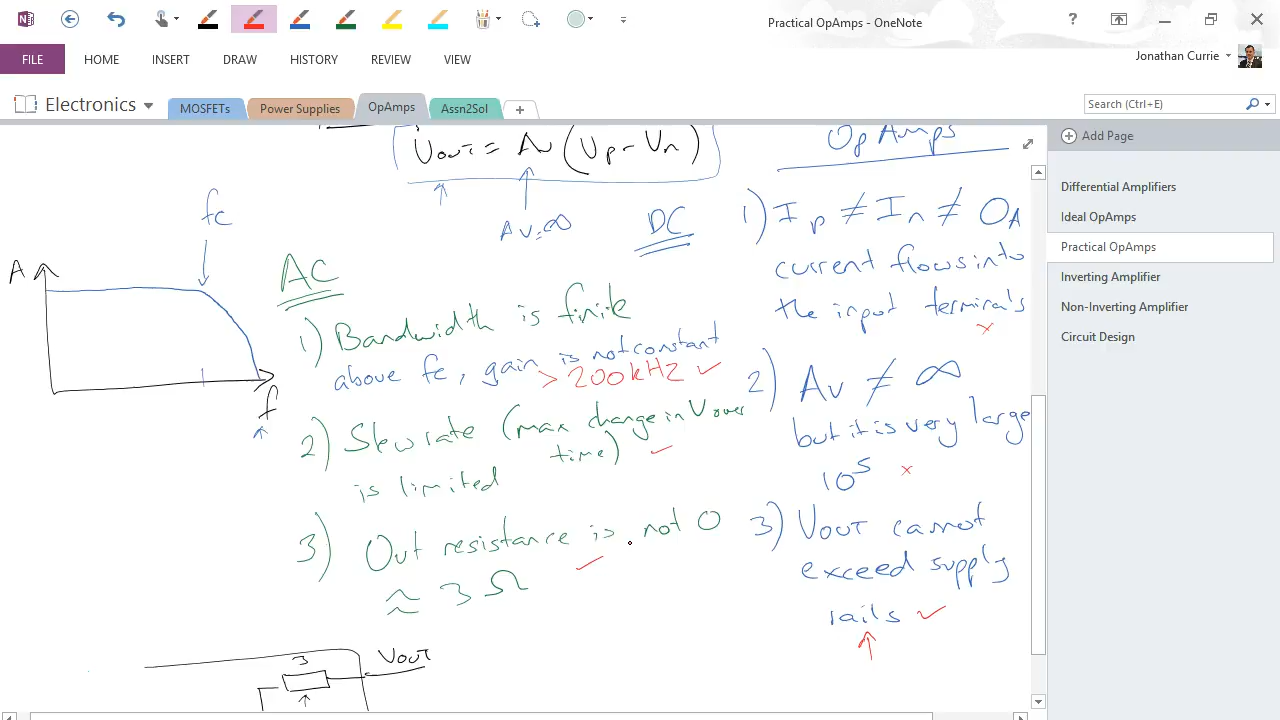 Practical OpAmps - OneNote
?
FILE
HOME
INSERT
DRAW
HISTORY
REVIEW
VIEW
Jonathan Currie
Electronics
MOSFETs
Power Supplies
OpAmps
Assn2Sol
+
Search (Ctrl+E)
Add Page
Differential Amplifiers
Ideal OpAmps
Practical OpAmps
Inverting Amplifier
Non-Inverting Amplifier
Circuit Design
VOUT = Av (Vp - Vn)
Av=∞
DC
fc
A
f
AC
1) Bandwidth is finite
above fc, gain is not constant
> 200kHz ✓
2) Slew rate (max change in V over
time) ✓
is limited
3) Out resistance is not 0
✓
≈ 3 Ω
3
VOUT
Op Amps
1) Ip ≠ In ≠ 0A
current flows into
the input terminals
×
2) Av ≠ ∞
but it is very large
10^5 ×
3) VOUT cannot
exceed supply
rails ✓